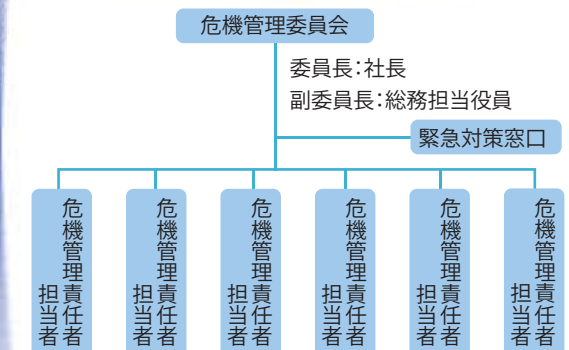 危機管理委員会
委員長:社長
副委員長:総務担当役員
緊急対策窓口
危機管理責任者
担当者
危機管理責任者
担当者
危機管理責任者
担当者
危機管理責任者
担当者
危機管理責任者
担当者
危機管理責任者
担当者